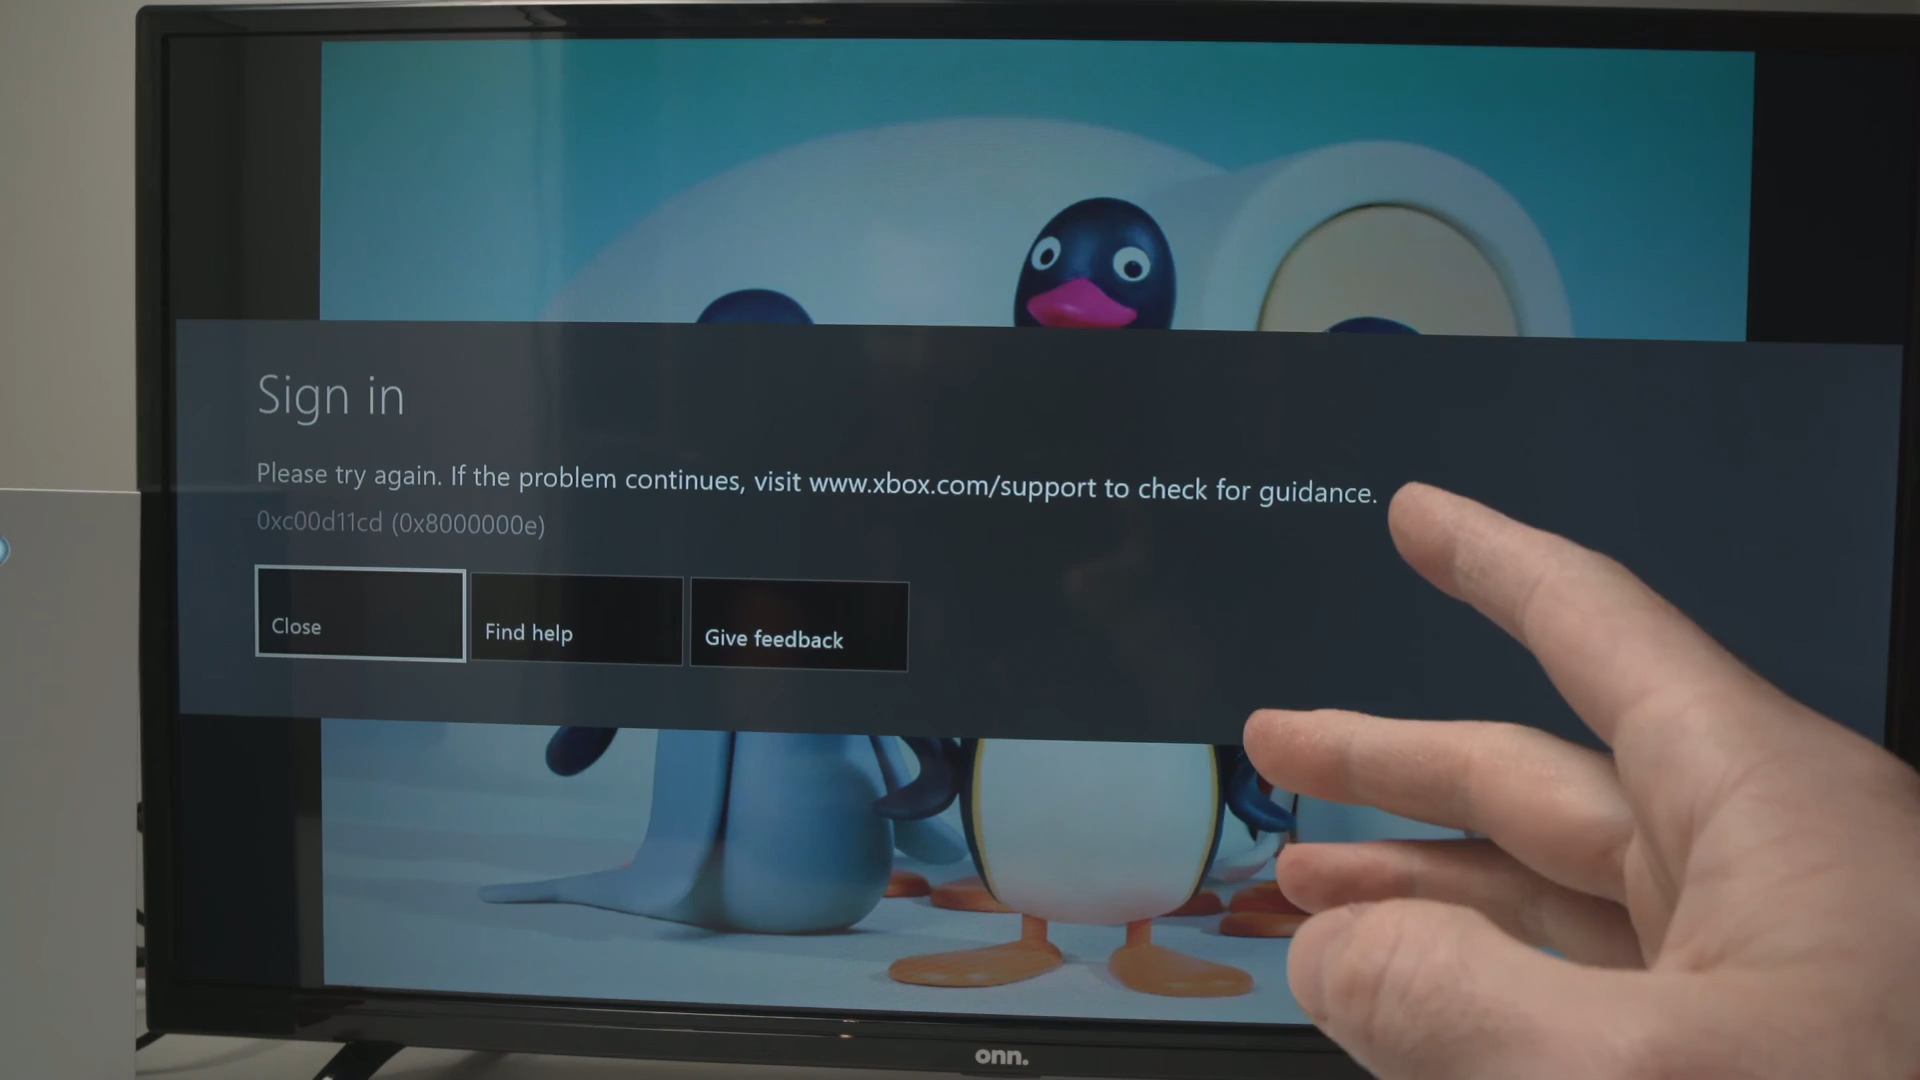 Sign in
Please try again. If the problem continues, visit www.xbox.com/support to check for guidance.
0xc00d11cd (0x8000000e)
Close
Find help
Give feedback
onn.